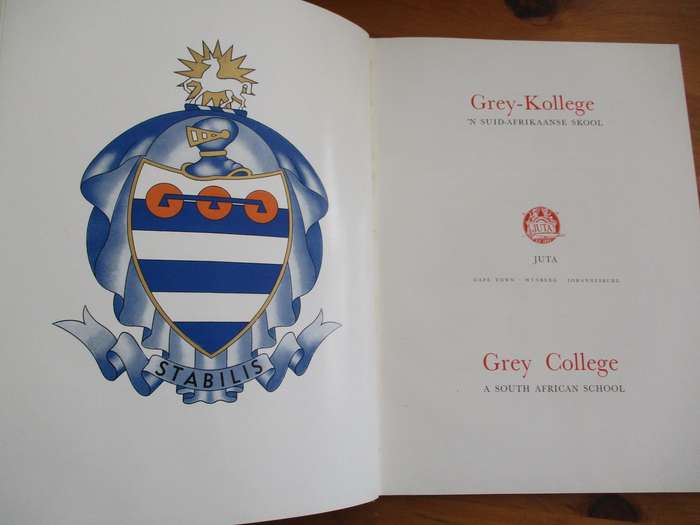 STABILIS
Grey-Kollege
'N SUID-AFRIKAANSE SKOOL
JUTA
JUTA
CAPE TOWN · WYNBERG · JOHANNESBURG
Grey College
A SOUTH AFRICAN SCHOOL